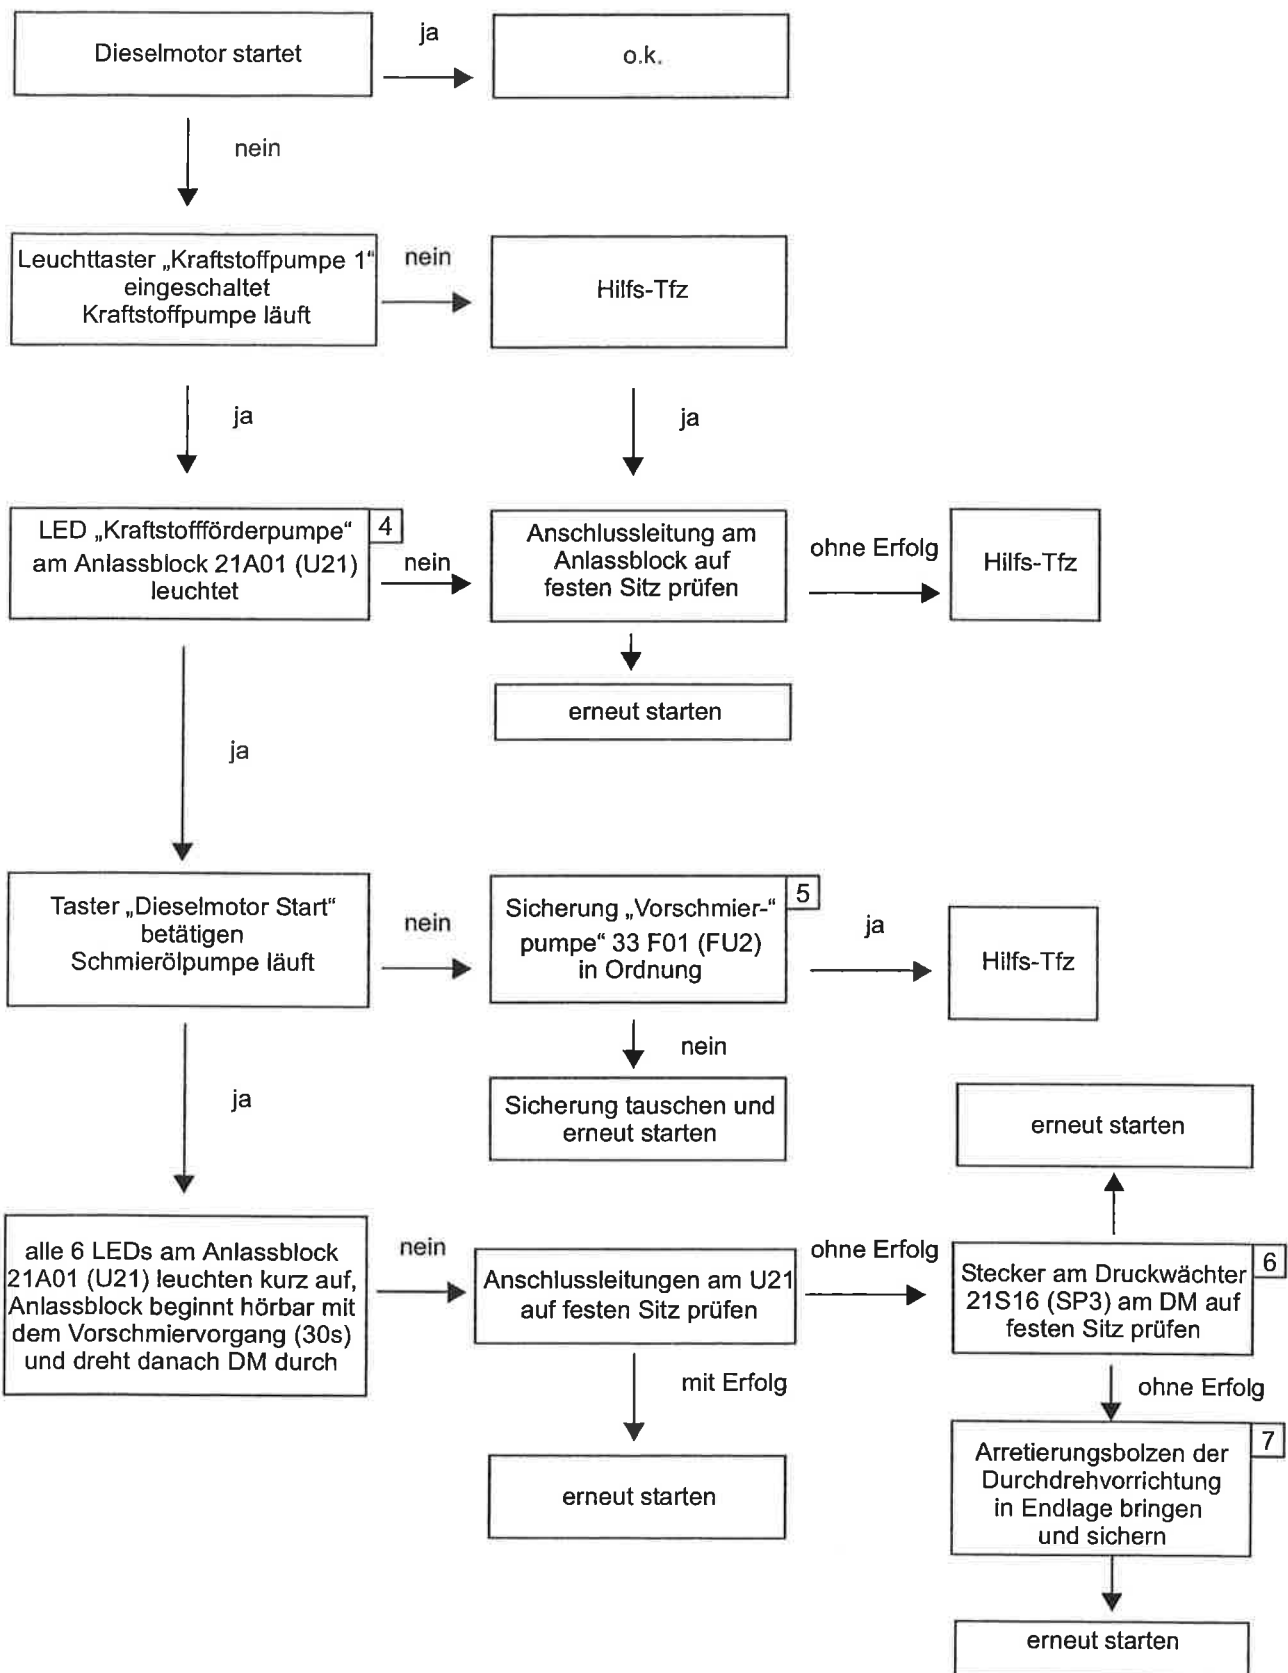 Dieselmotor startet
ja
o.k.
nein
Leuchttaster „Kraftstoffpumpe 1“
eingeschaltet
Kraftstoffpumpe läuft
nein
Hilfs-Tfz
ja
ja
LED „Kraftstoffförderpumpe“
am Anlassblock 21A01 (U21)
leuchtet
4
nein
Anschlussleitung am
Anlassblock auf
festen Sitz prüfen
ohne Erfolg
Hilfs-Tfz
erneut starten
ja
Taster „Dieselmotor Start“
betätigen
Schmierölpumpe läuft
nein
Sicherung „Vorschmier-“
pumpe“ 33 F01 (FU2)
in Ordnung
5
ja
Hilfs-Tfz
nein
Sicherung tauschen und
erneut starten
ja
erneut starten
alle 6 LEDs am Anlassblock
21A01 (U21) leuchten kurz auf,
Anlassblock beginnt hörbar mit
dem Vorschmiervorgang (30s)
und dreht danach DM durch
nein
Anschlussleitungen am U21
auf festen Sitz prüfen
ohne Erfolg
Stecker am Druckwächter
21S16 (SP3) am DM auf
festen Sitz prüfen
6
mit Erfolg
ohne Erfolg
erneut starten
Arretierungsbolzen der
Durchdrehvorrichtung
in Endlage bringen
und sichern
7
erneut starten